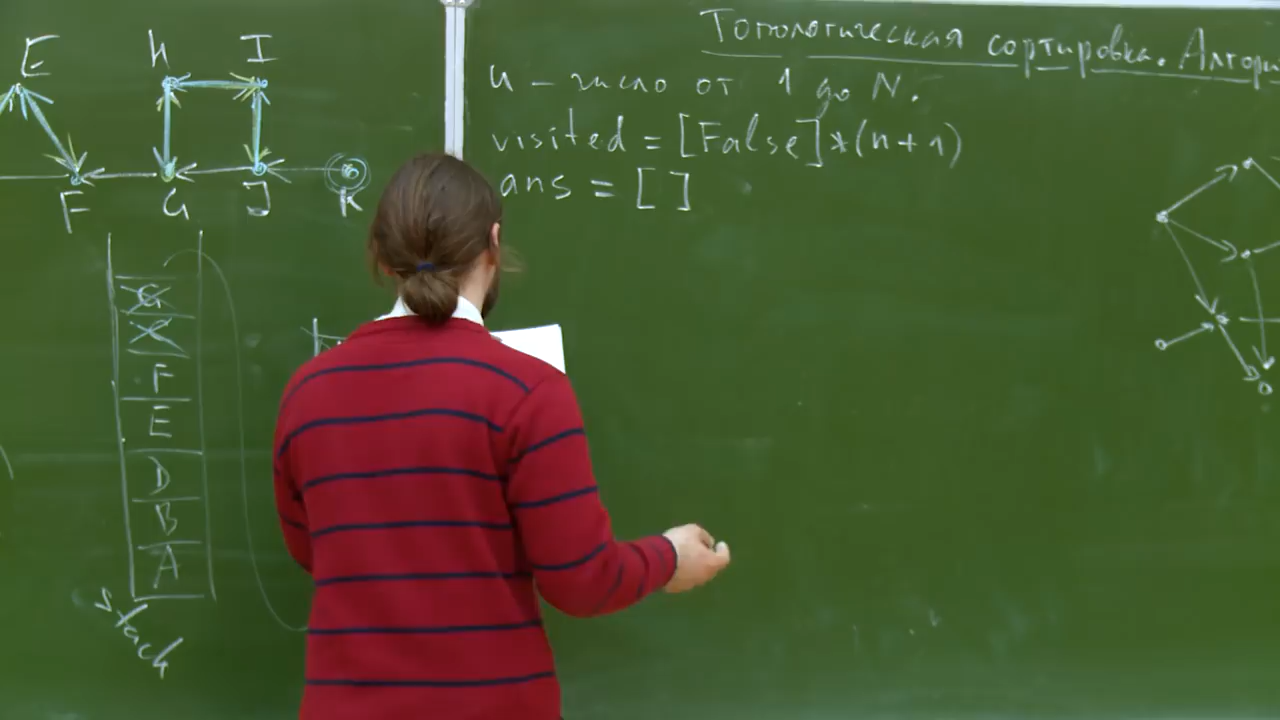 E h I
F G J K
G
X
F
E
D
B
A
stack
Топологическая сортировка. Алгори
u – число от 1 до N.
visited = [False]*(n+1)
ans = []